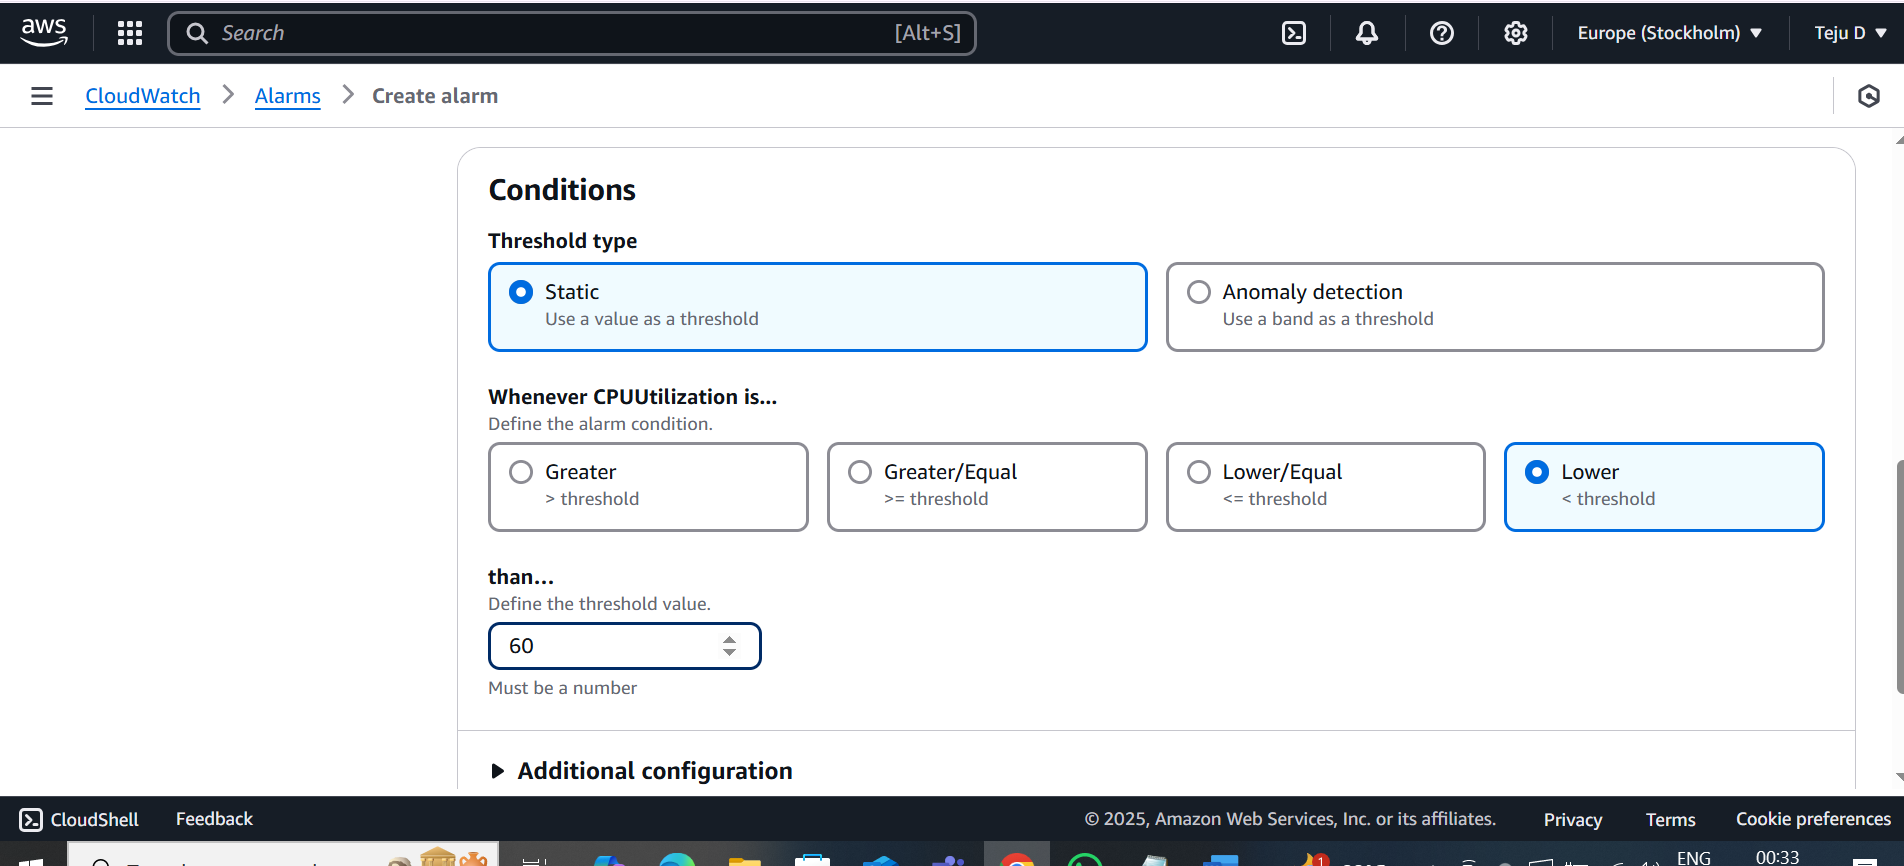 aws
Search [Alt+S]
Europe (Stockholm)
Teju D
CloudWatch > Alarms > Create alarm
Conditions
Threshold type
Static
Use a value as a threshold
Anomaly detection
Use a band as a threshold
Whenever CPUUtilization is...
Define the alarm condition.
Greater
> threshold
Greater/Equal
>= threshold
Lower/Equal
<= threshold
Lower
< threshold
than...
Define the threshold value.
60
Must be a number
Additional configuration
CloudShell
Feedback
© 2025, Amazon Web Services, Inc. or its affiliates.
Privacy
Terms
Cookie preferences
1
ENG
00:33